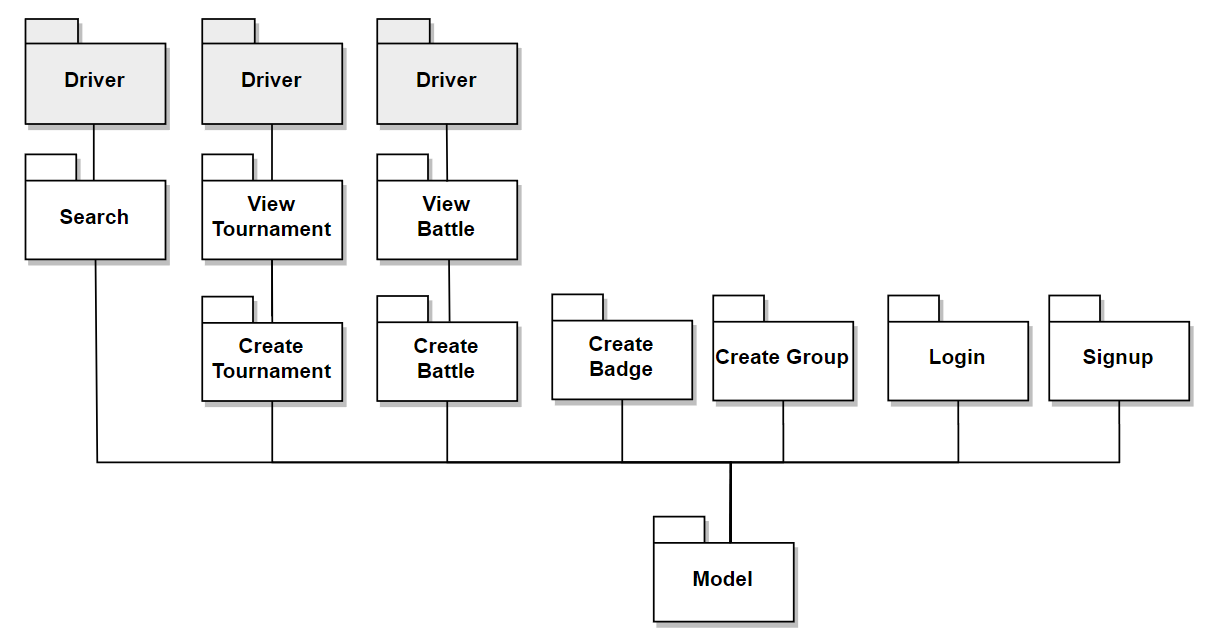 Driver
Driver
Driver
Search
View
Tournament
View
Battle
Create
Tournament
Create
Battle
Create
Badge
Create Group
Login
Signup
Model